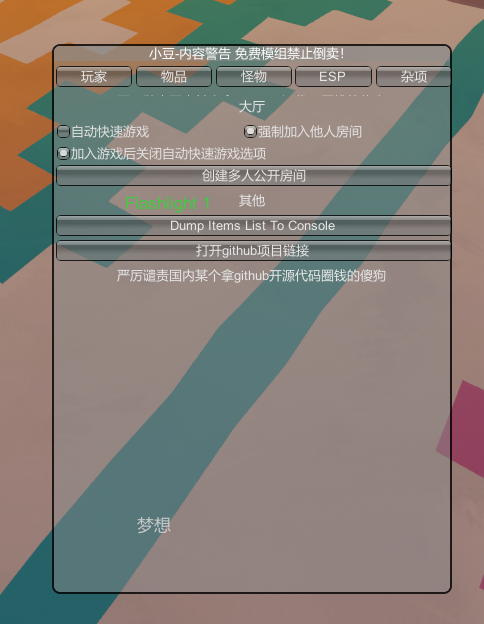 小豆-内容警告 免费模组禁止倒卖！
玩家 物品 怪物 ESP 杂项
大厅
自动快速游戏 强制加入他人房间
加入游戏后关闭自动快速游戏选项
创建多人公开房间
Flashlight 1 其他
Dump Items List To Console
打开github项目链接
严厉谴责国内某个拿github开源代码圈钱的傻狗
梦想